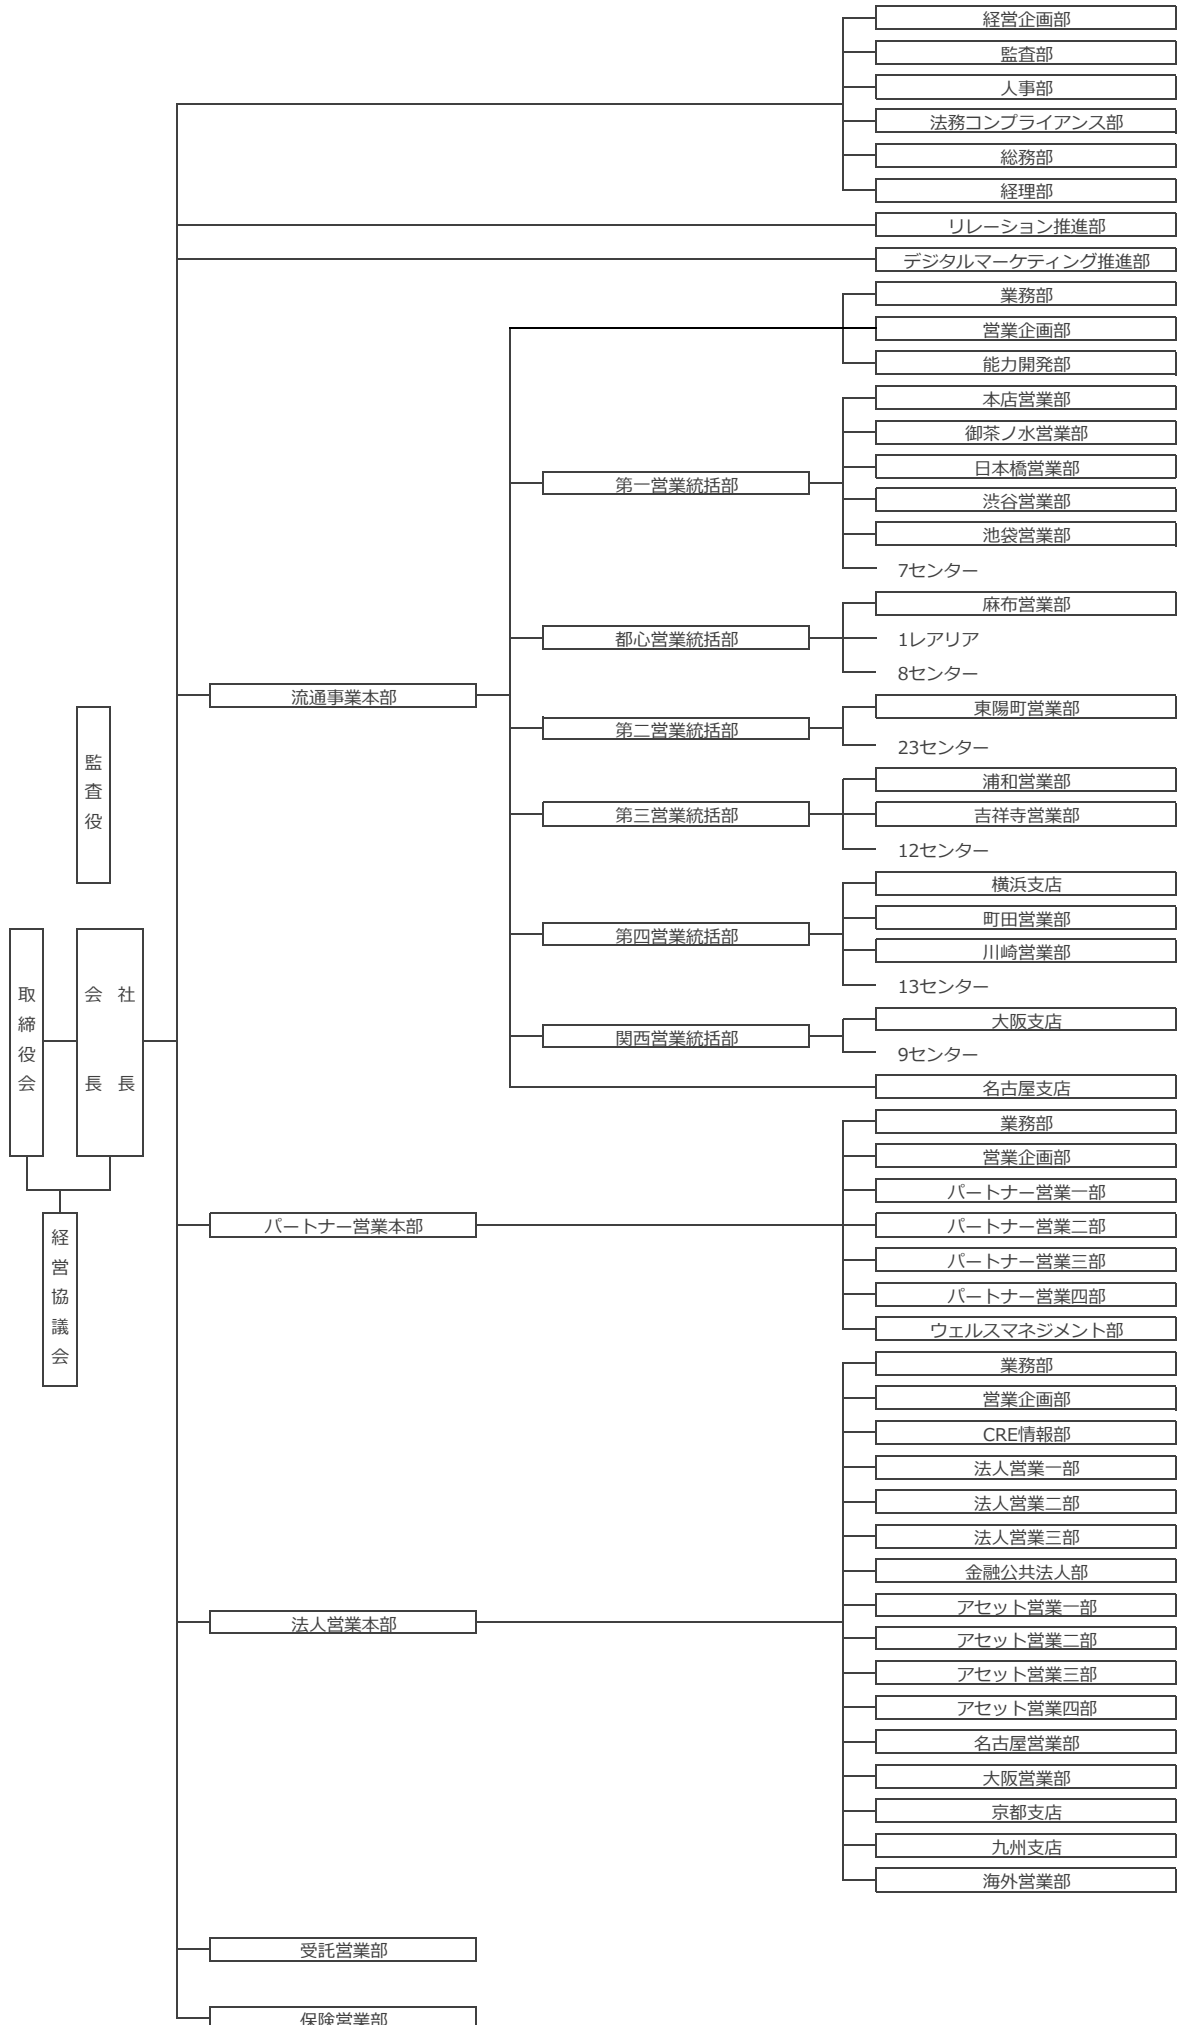 経営企画部
監査部
人事部
法務コンプライアンス部
総務部
経理部
リレーション推進部
デジタルマーケティング推進部
業務部
営業企画部
能力開発部
本店営業部
御茶ノ水営業部
日本橋営業部
第一営業統括部
渋谷営業部
池袋営業部
7センター
麻布営業部
都心営業統括部
1レアリア
8センター
流通事業本部
東陽町営業部
第二営業統括部
23センター
監査役
浦和営業部
第三営業統括部
吉祥寺営業部
12センター
横浜支店
町田営業部
第四営業統括部
川崎営業部
13センター
取締役会
会長
社長
大阪支店
関西営業統括部
9センター
名古屋支店
業務部
営業企画部
パートナー営業一部
パートナー営業本部
パートナー営業二部
経営協議会
パートナー営業三部
パートナー営業四部
ウェルスマネジメント部
業務部
営業企画部
CRE情報部
法人営業一部
法人営業二部
法人営業三部
金融公共法人部
アセット営業一部
法人営業本部
アセット営業二部
アセット営業三部
アセット営業四部
名古屋営業部
大阪営業部
京都支店
九州支店
海外営業部
受託営業部
保険営業部